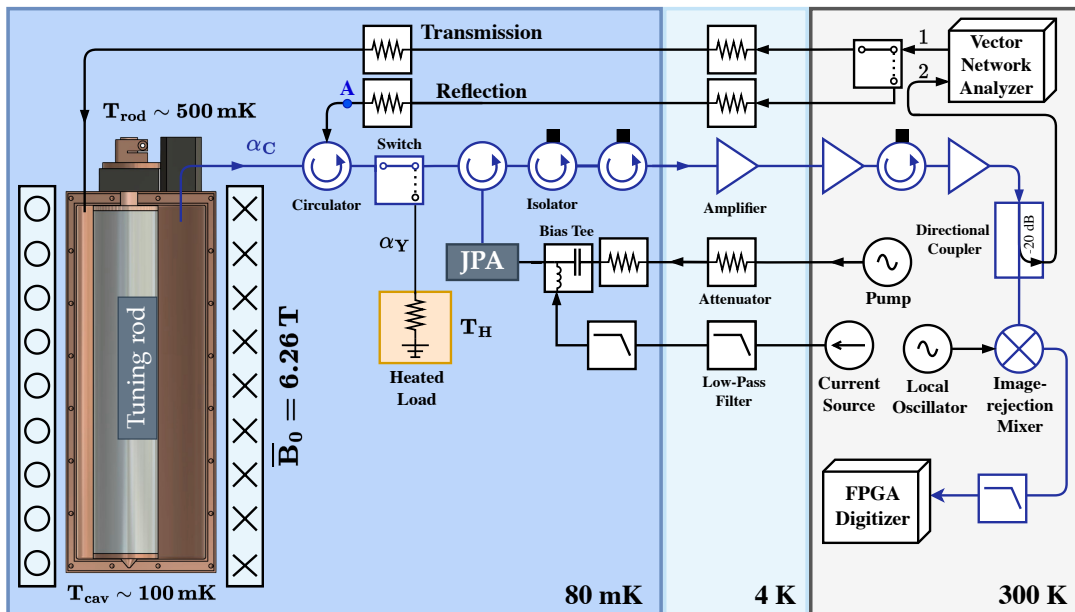 Transmission
1
2
Vector
Network
Analyzer
A
Reflection
T_rod ∼ 500 mK
α_C
Switch
Circulator
Isolator
Amplifier
Directional
Coupler
-20 dB
α_Y
JPA
Bias Tee
Attenuator
Pump
Tuning rod
B̅₀ = 6.26 T
T_H
Heated
Load
Low-Pass
Filter
Current
Source
Local
Oscillator
Image-
rejection
Mixer
FPGA
Digitizer
T_cav ∼ 100 mK
80 mK
4 K
300 K